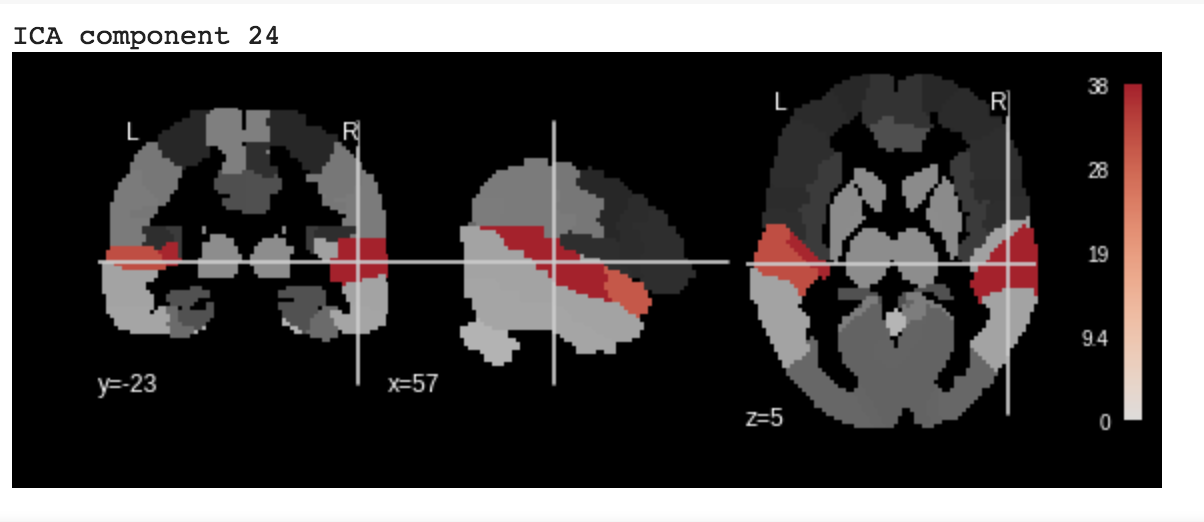 ICA component 24
L
R
y=-23
x=57
L
R
z=5
38
28
19
9.4
0